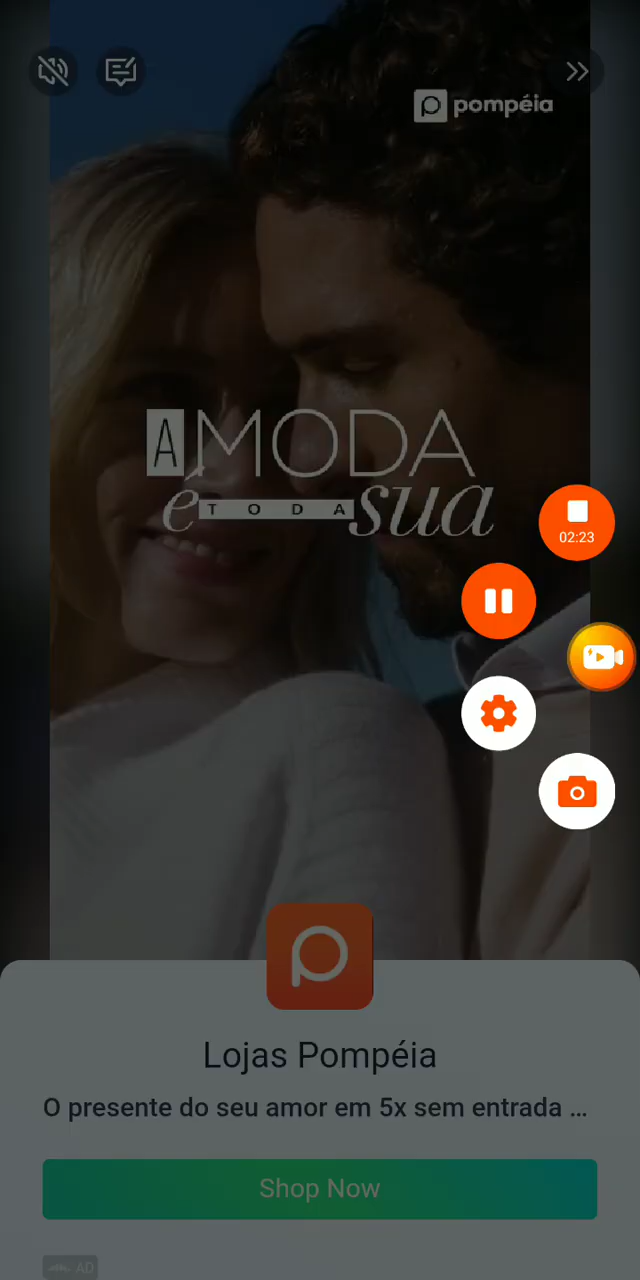 pompéia
A MODA
é TODA sua
02:23
Lojas Pompéia
O presente do seu amor em 5x sem entrada ...
Shop Now
AD